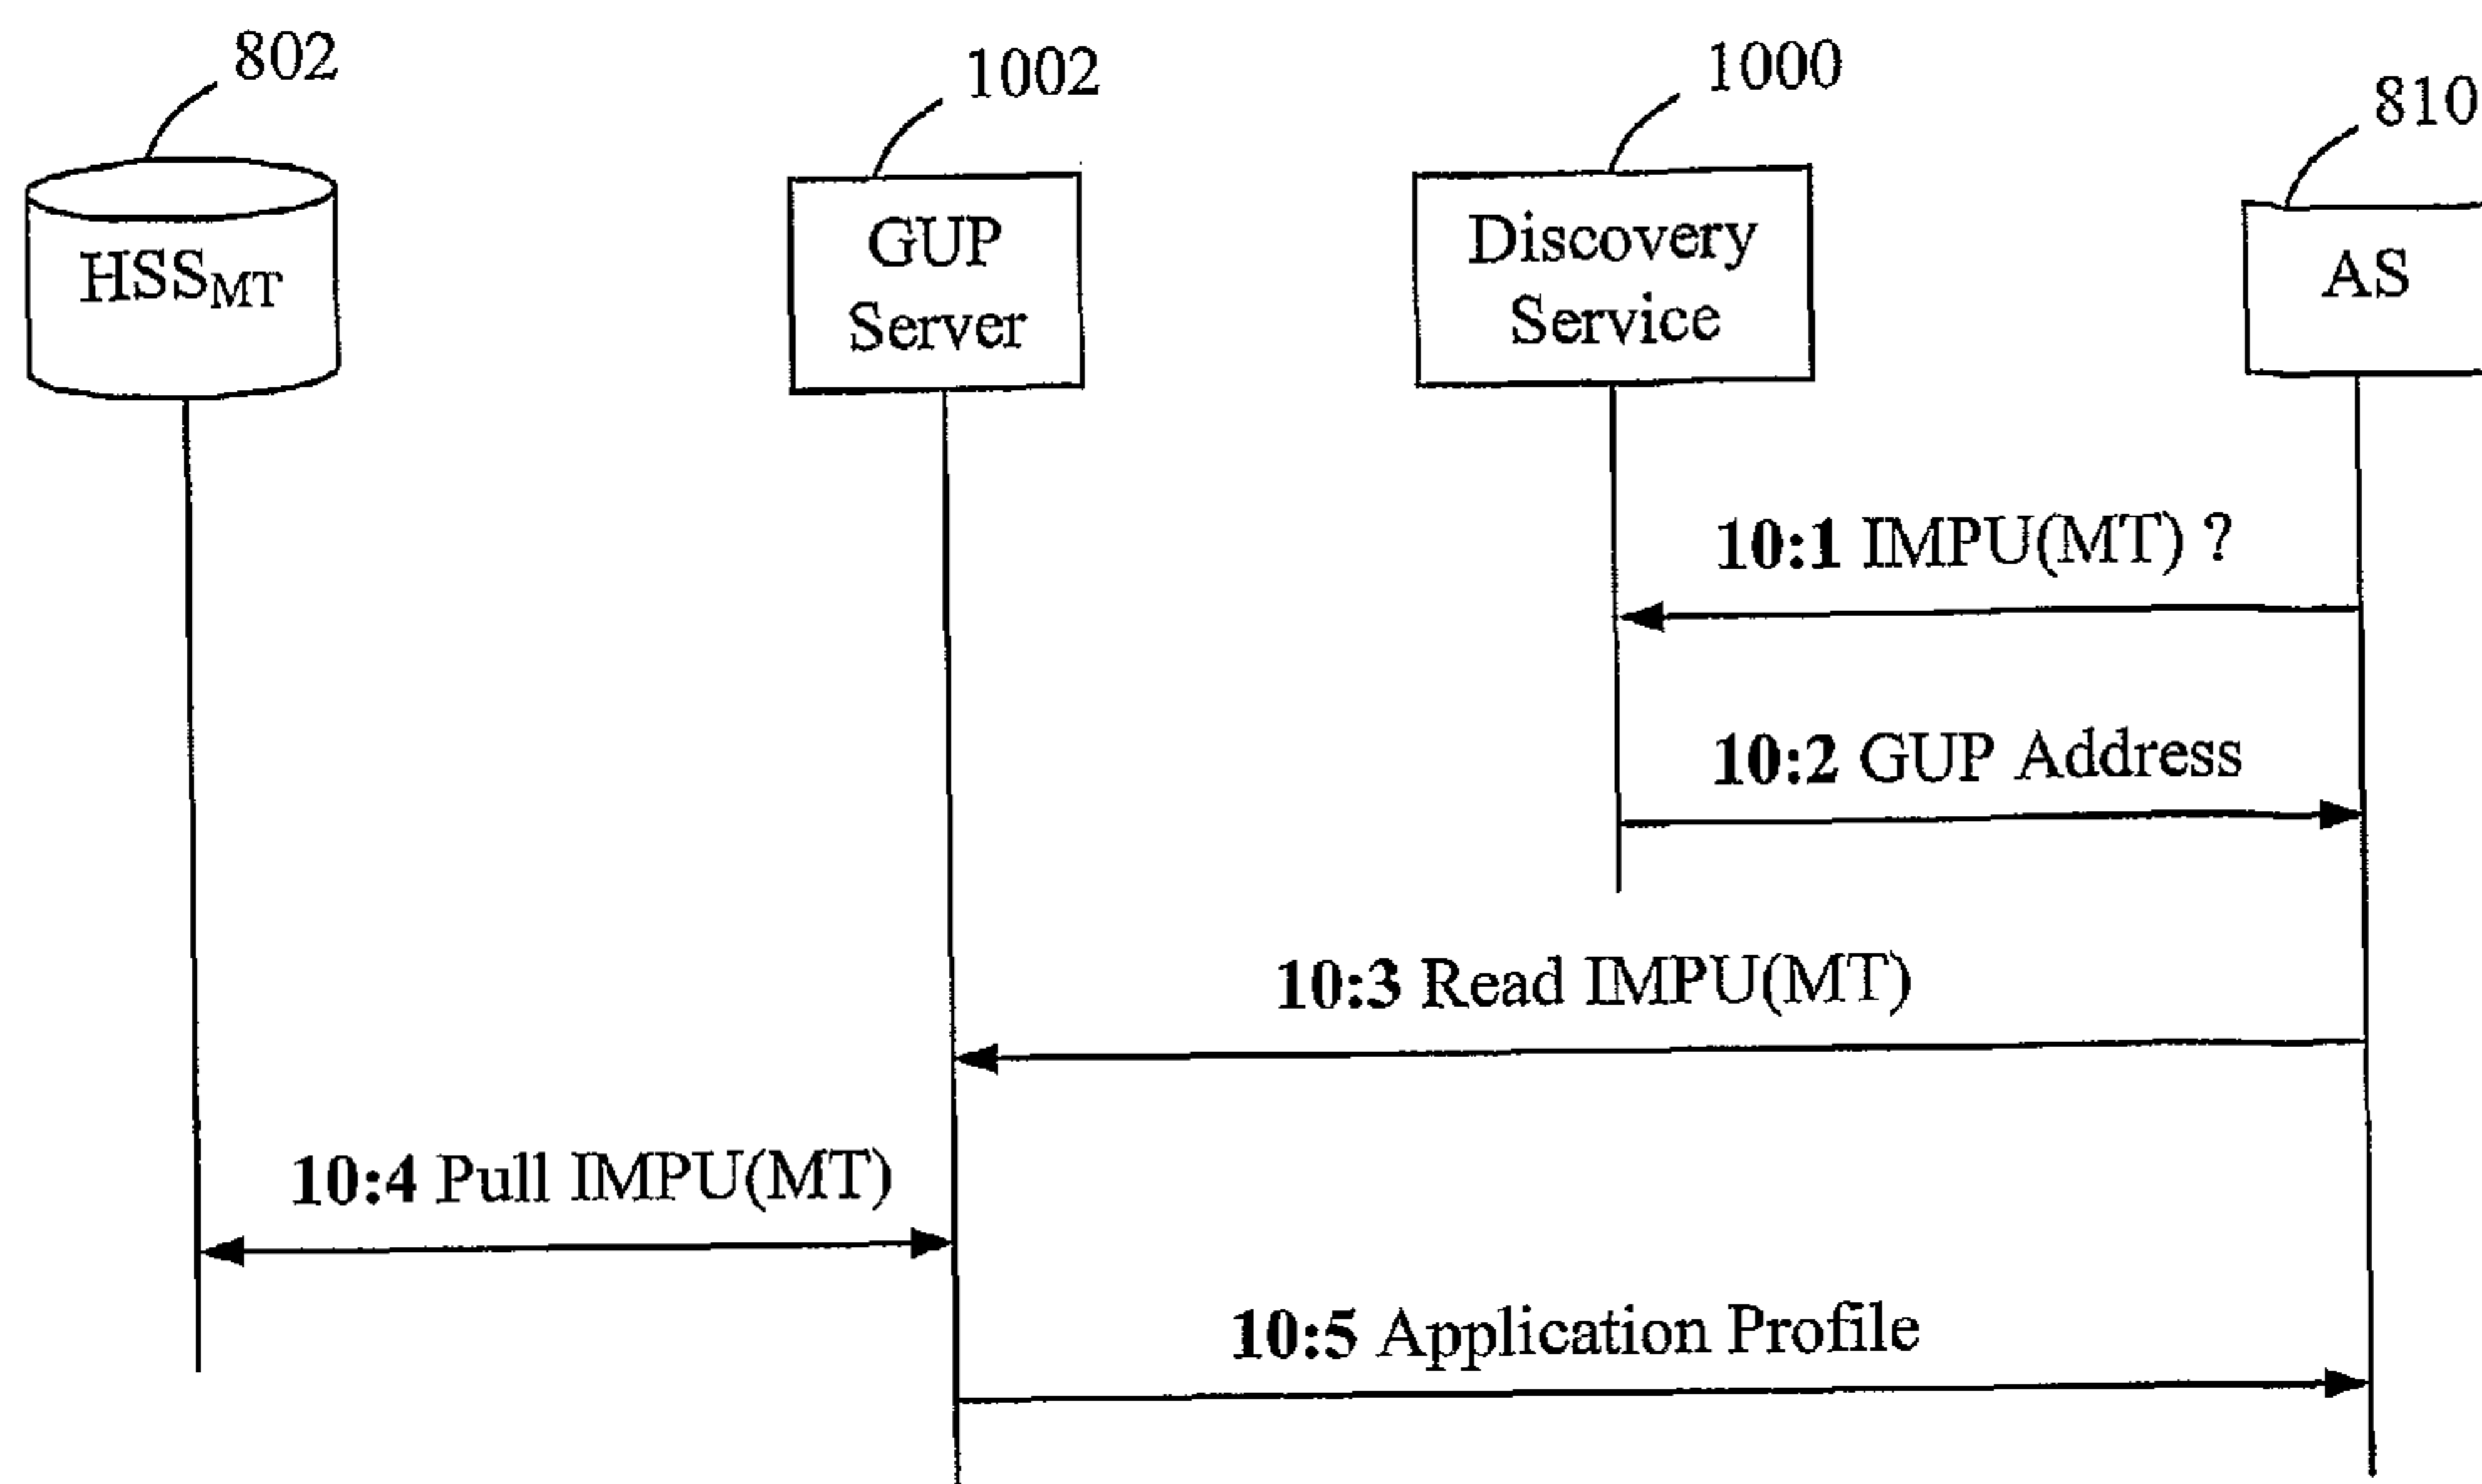 802
1002
1000
810
HSSMT
GUP
Server
Discovery
Service
AS
10:1 IMPU(MT) ?
10:2 GUP Address
10:3 Read IMPU(MT)
10:4 Pull IMPU(MT)
10:5 Application Profile